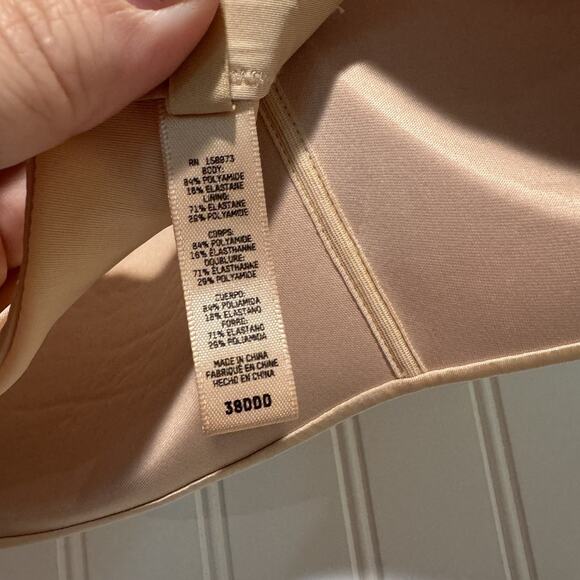 RN 158973
BODY:
84% POLYAMIDE
16% ELASTANE
LINING:
71% ELASTANE
29% POLYAMIDE
CORPS:
84% POLYAMIDE
16% ELASTHANNE
DOUBLURE:
71% ELASTHANNE
29% POLYAMIDE
CUERPO:
84% POLIAMIDA
16% ELASTANO
FORRO:
71% ELASTANO
29% POLIAMIDA
MADE IN CHINA
FABRIQUÉ EN CHINE
HECHO EN CHINA
38DDD